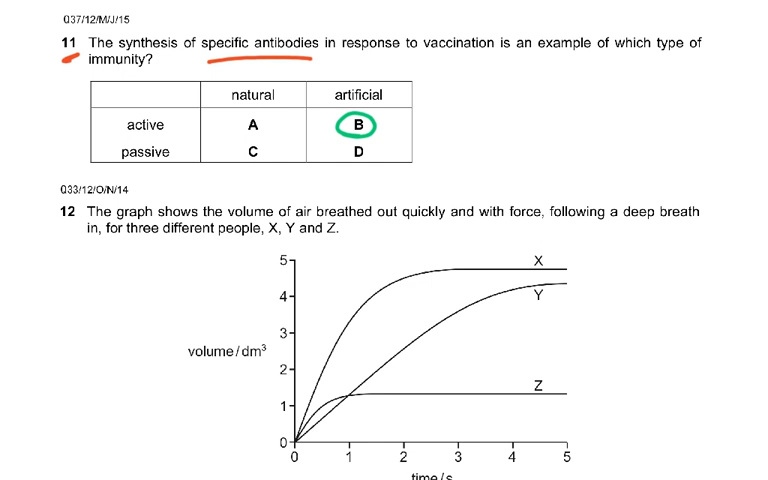 Q37/12/M/J/15
11 The synthesis of specific antibodies in response to vaccination is an example of which type of
immunity?
natural artificial
active A B
passive C D
Q33/12/O/N/14
12 The graph shows the volume of air breathed out quickly and with force, following a deep breath
in, for three different people, X, Y and Z.
5
X
4
Y
3
volume / dm³
2
Z
1
0
0 1 2 3 4 5
time / s